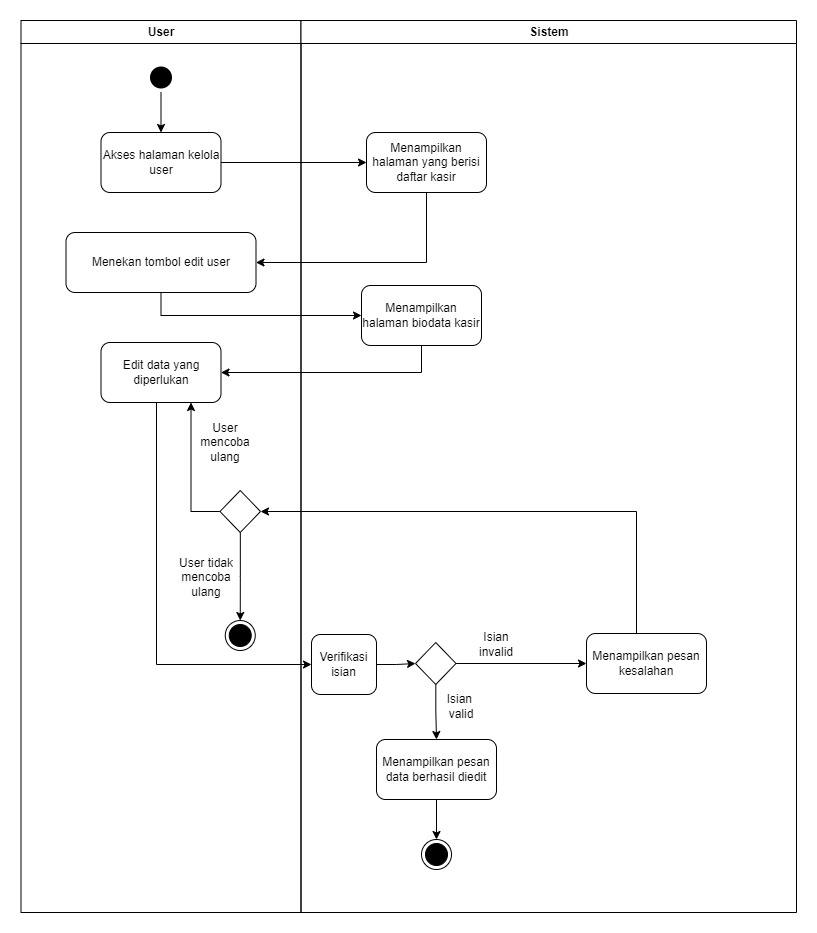 User
Sistem
Akses halaman kelola
user
Menampilkan
halaman yang berisi
daftar kasir
Menekan tombol edit user
Menampilkan
halaman biodata kasir
Edit data yang
diperlukan
User
mencoba
ulang
User tidak
mencoba
ulang
Verifikasi
isian
Isian
invalid
Menampilkan pesan
kesalahan
Isian
valid
Menampilkan pesan
data berhasil diedit